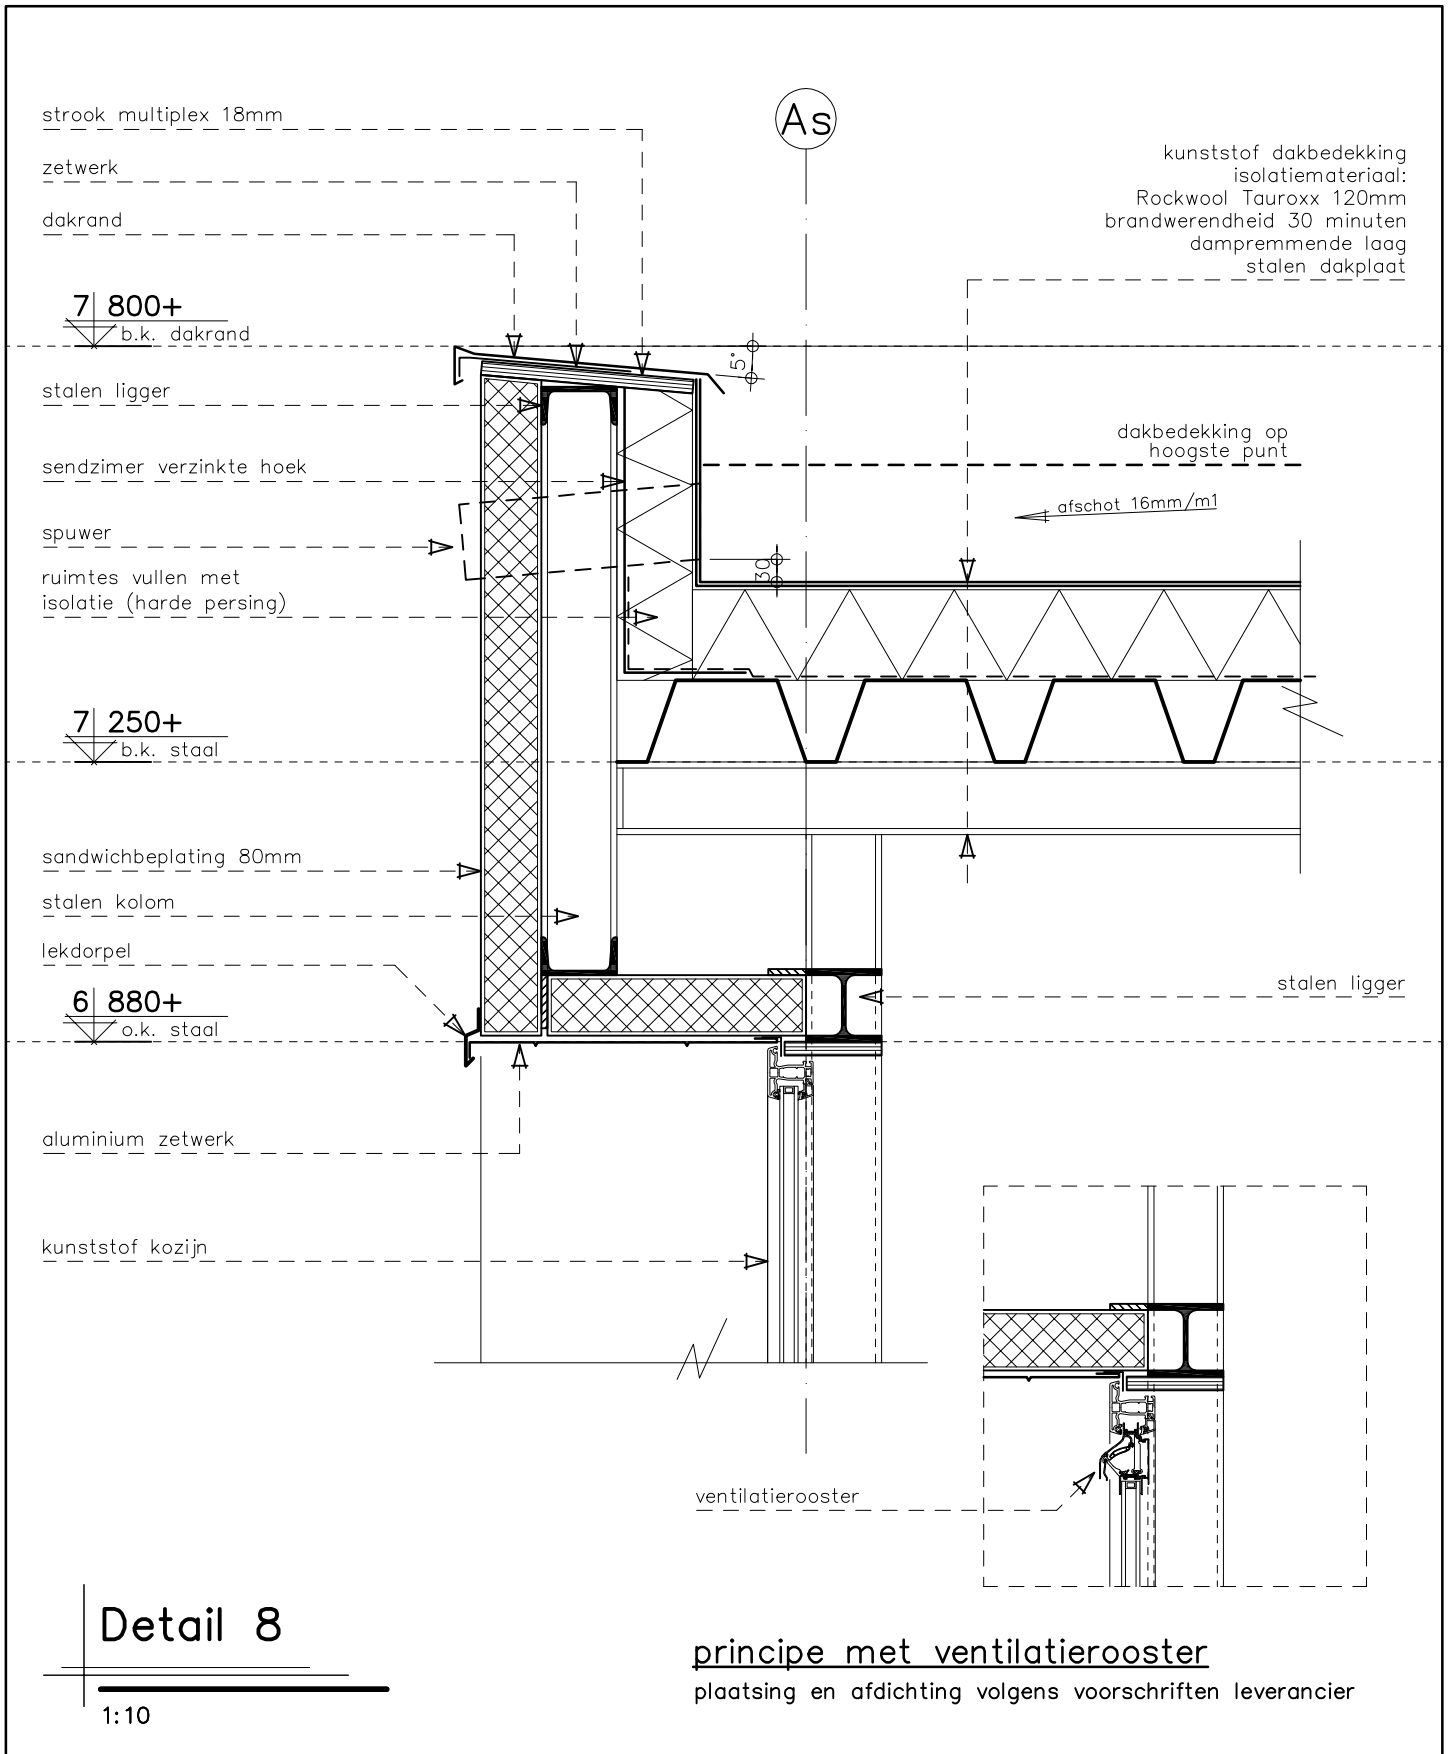 strook multiplex 18mm
zetwerk
dakrand
7 800+
b.k. dakrand
stalen ligger
sendzimer verzinkte hoek
spuwer
ruimtes vullen met
isolatie (harde persing)
7 250+
b.k. staal
sandwichbeplating 80mm
stalen kolom
lekdorpel
6 880+
o.k. staal
aluminium zetwerk
kunststof kozijn
As
kunststof dakbedekking
isolatiemateriaal:
Rockwool Tauroxx 120mm
brandwerendheid 30 minuten
dampremmende laag
stalen dakplaat
5°
dakbedekking op
hoogste punt
afschot 16mm/m1
30
stalen ligger
ventilatierooster
Detail 8
1:10
principe met ventilatierooster
plaatsing en afdichting volgens voorschriften leverancier